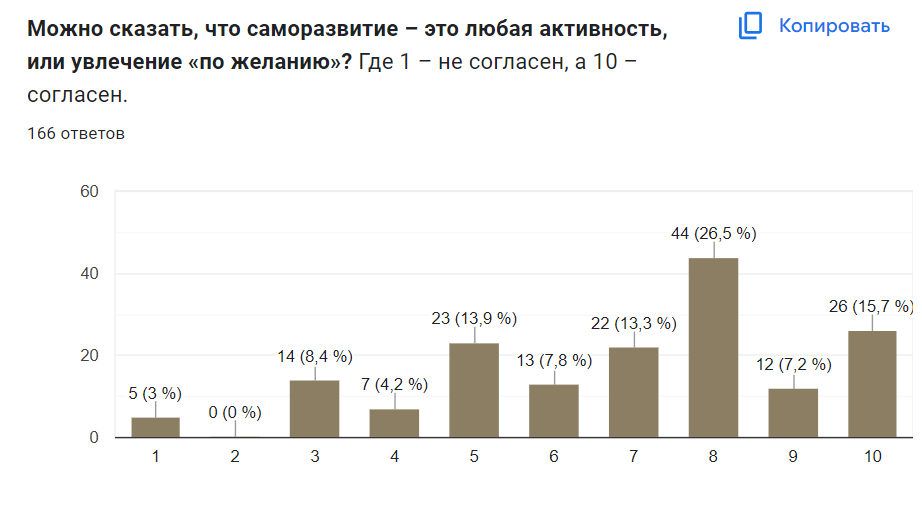 Можно сказать, что саморазвитие – это любая активность,
или увлечение «по желанию»? Где 1 – не согласен, а 10 –
согласен.
Копировать
166 ответов
60
40
20
0
5 (3 %)
0 (0 %)
14 (8,4 %)
7 (4,2 %)
23 (13,9 %)
13 (7,8 %)
22 (13,3 %)
44 (26,5 %)
12 (7,2 %)
26 (15,7 %)
1 2 3 4 5 6 7 8 9 10